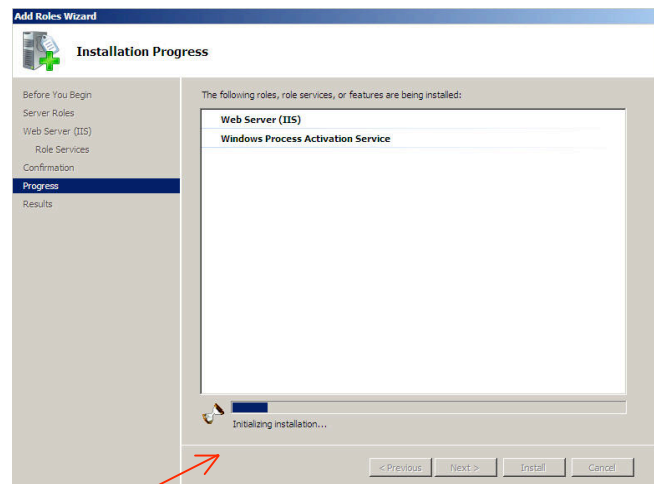 Add Roles Wizard
Installation Progress
Before You Begin
Server Roles
Web Server (IIS)
Role Services
Confirmation
Progress
Results
The following roles, role services, or features are being installed:
Web Server (IIS)
Windows Process Activation Service
Initializing installation...
< Previous
Next >
Install
Cancel